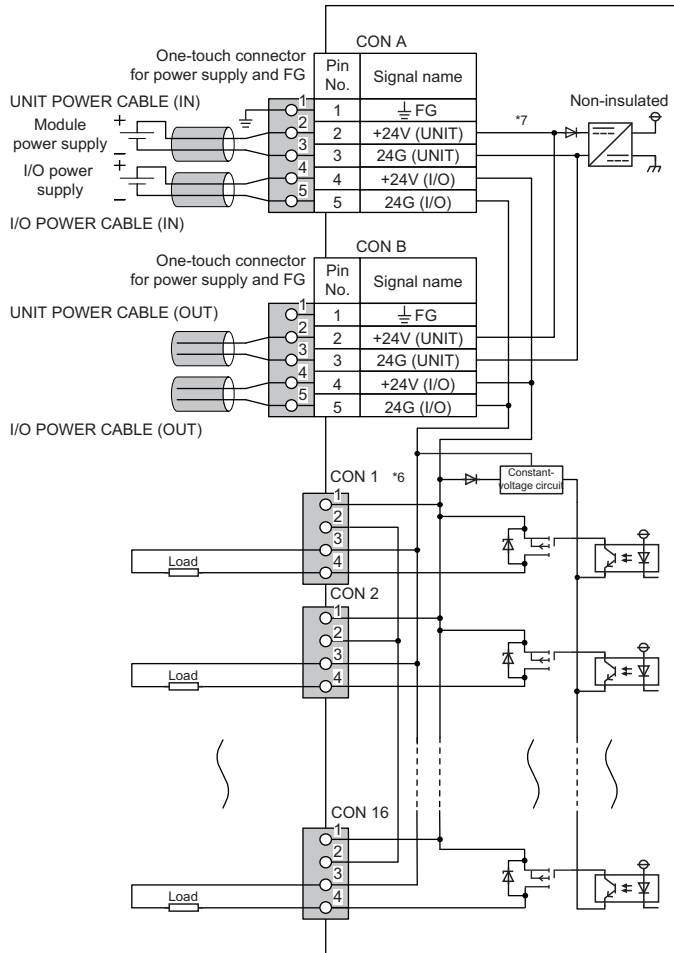 CON A
One-touch connector
for power supply and FG
Pin
No.
Signal name
UNIT POWER CABLE (IN)
Module
power supply
+
−
I/O power
supply
+
−
I/O POWER CABLE (IN)
1
2
3
4
5
1 FG
2 +24V (UNIT)
3 24G (UNIT)
4 +24V (I/O)
5 24G (I/O)
*7
Non-insulated
CON B
One-touch connector
for power supply and FG
Pin
No.
Signal name
UNIT POWER CABLE (OUT)
I/O POWER CABLE (OUT)
1
2
3
4
5
1 FG
2 +24V (UNIT)
3 24G (UNIT)
4 +24V (I/O)
5 24G (I/O)
CON 1 *6
Constant-
voltage circuit
1
2
3
4
Load
CON 2
1
2
3
4
Load
CON 16
1
2
3
4
Load